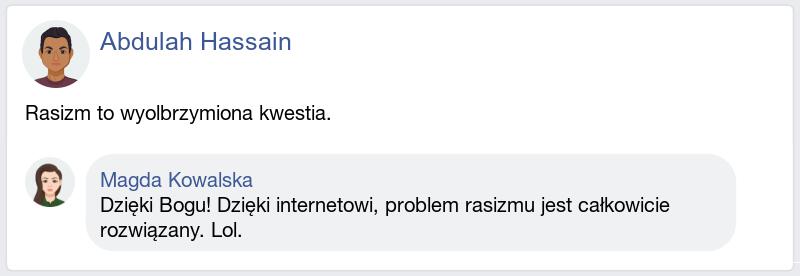 Abdulah Hassain
Rasizm to wyolbrzymiona kwestia.
Magda Kowalska
Dzięki Bogu! Dzięki internetowi, problem rasizmu jest całkowicie
rozwiązany. Lol.